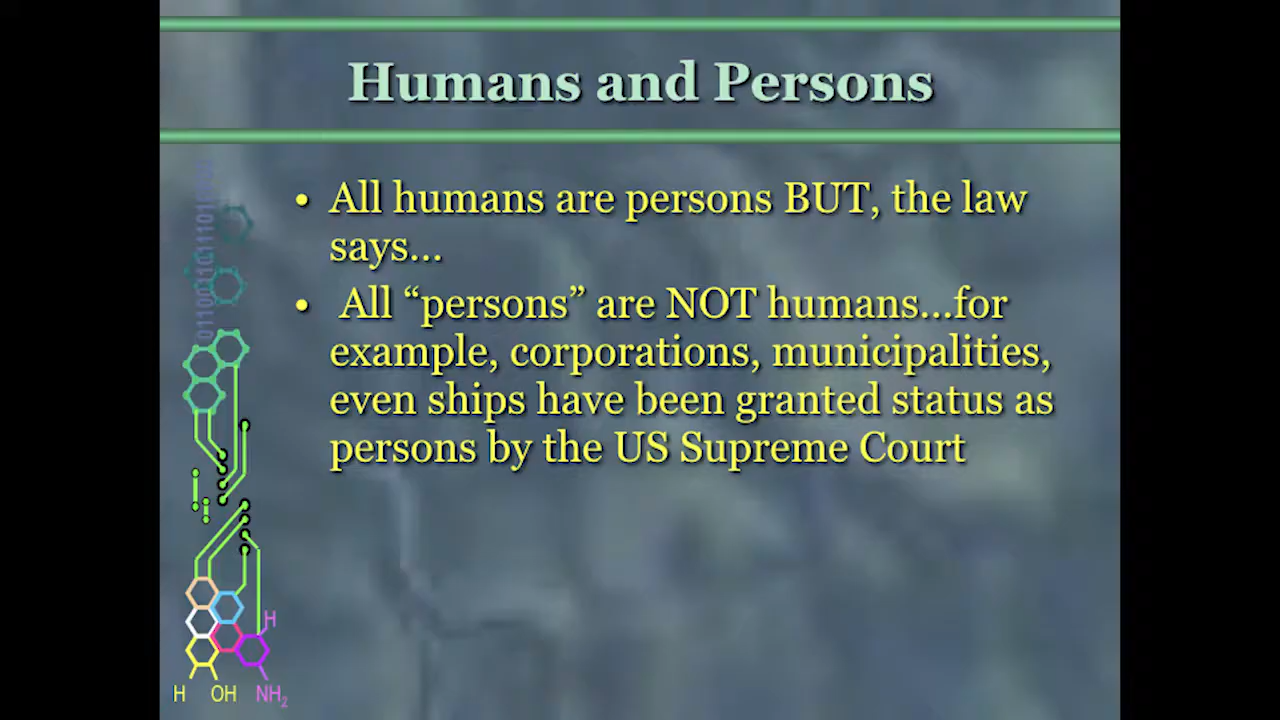 Humans and Persons
• All humans are persons BUT, the law
says...
• All “persons” are NOT humans...for
example, corporations, municipalities,
even ships have been granted status as
persons by the US Supreme Court
H
H OH NH₂